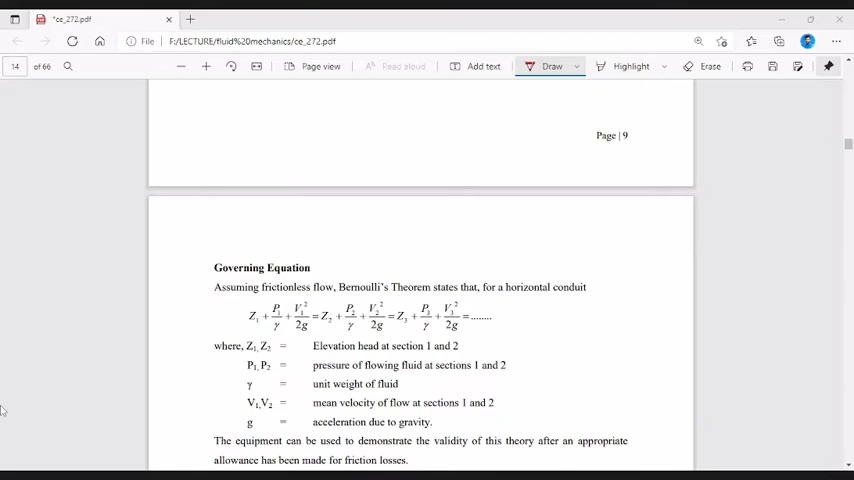 *ce_272.pdf
File F:/LECTURE/fluid%20mechanics/ce_272.pdf
14 of 66 Page view Read aloud Add text Draw Highlight Erase
Page | 9
Governing Equation
Assuming frictionless flow, Bernoulli's Theorem states that, for a horizontal conduit
Z₁ + P₁/γ + V₁²/2g = Z₂ + P₂/γ + V₂²/2g = Z₃ + P₃/γ + V₃²/2g = ........
where, Z₁, Z₂ = Elevation head at section 1 and 2
P₁, P₂ = pressure of flowing fluid at sections 1 and 2
γ = unit weight of fluid
V₁,V₂ = mean velocity of flow at sections 1 and 2
g = acceleration due to gravity.
The equipment can be used to demonstrate the validity of this theory after an appropriate
allowance has been made for friction losses.